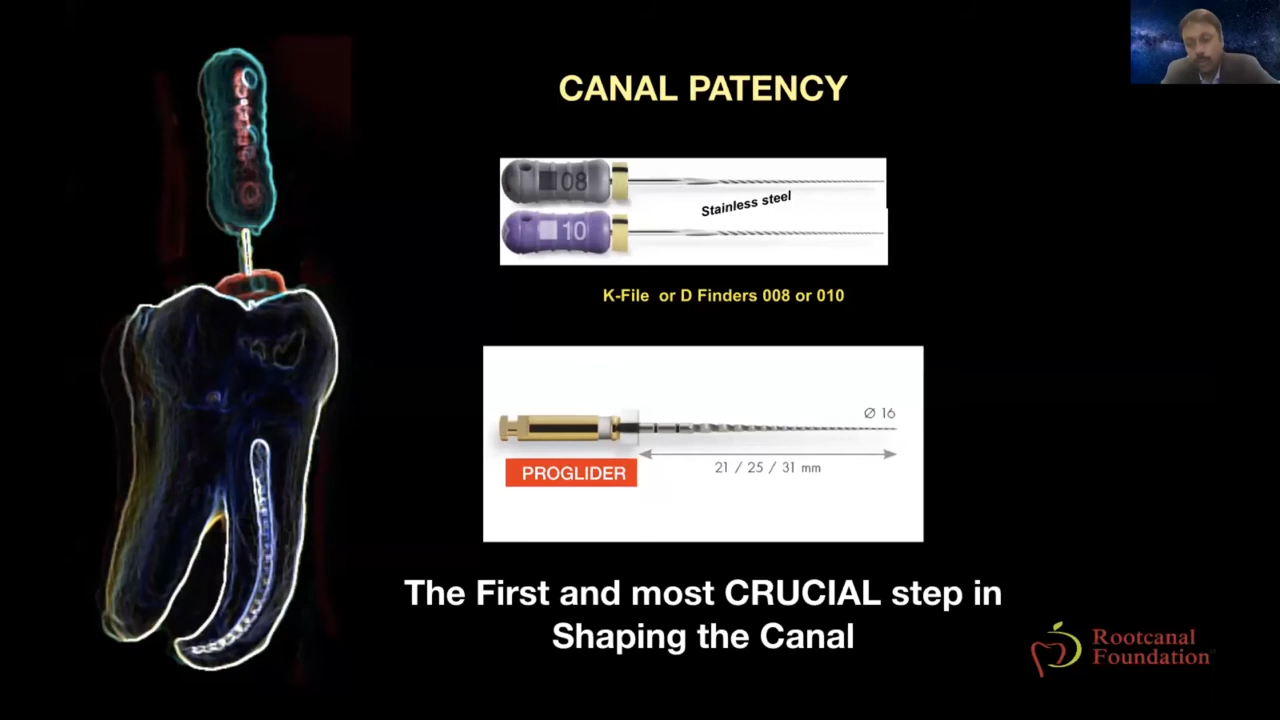 CANAL PATENCY
08
Stainless steel
10
K-File or D Finders 008 or 010
Ø 16
21 / 25 / 31 mm
PROGLIDER
The First and most CRUCIAL step in
Shaping the Canal
Rootcanal
Foundation